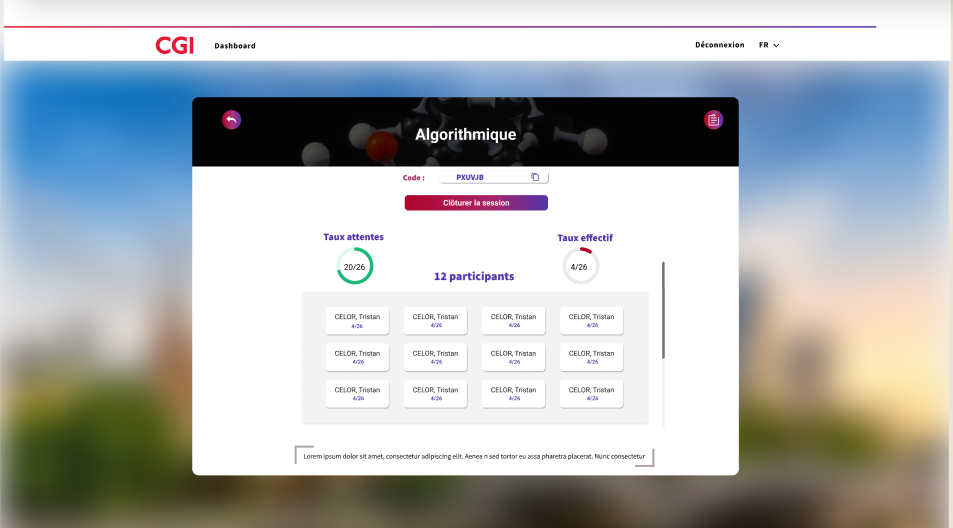 CGI Dashboard Déconnexion FR
Algorithmique
Code : PXUVJB
Clôturer la session
Taux attentes Taux effectif
20/26 4/26
12 participants
CELOR, Tristan CELOR, Tristan CELOR, Tristan CELOR, Tristan
4/26 4/26 4/26 4/26
CELOR, Tristan CELOR, Tristan CELOR, Tristan CELOR, Tristan
4/26 4/26 4/26 4/26
CELOR, Tristan CELOR, Tristan CELOR, Tristan CELOR, Tristan
4/26 4/26 4/26 4/26
Lorem ipsum dolor sit amet, consectetur adipiscing elit. Aenea n sed tortor eu assa pharetra placerat. Nunc consectetur